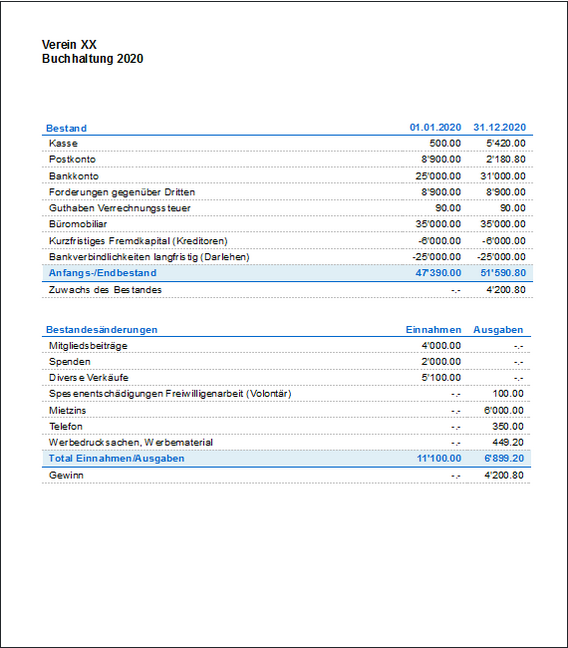 Verein XX
Buchhaltung 2020
Bestand 01.01.2020 31.12.2020
Kasse 500.00 5'420.00
Postkonto 8'900.00 2'180.80
Bankkonto 25'000.00 31'000.00
Forderungen gegenüber Dritten 8'900.00 8'900.00
Guthaben Verrechnungssteuer 90.00 90.00
Büromobiliar 35'000.00 35'000.00
Kurzfristiges Fremdkapital (Kreditoren) -6'000.00 -6'000.00
Bankverbindlichkeiten langfristig (Darlehen) -25'000.00 -25'000.00
Anfangs-/Endbestand 47'390.00 51'590.80
Zuwachs des Bestandes -.- 4'200.80
Bestandesänderungen Einnahmen Ausgaben
Mitgliedsbeiträge 4'000.00 -.-
Spenden 2'000.00 -.-
Diverse Verkäufe 5'100.00 -.-
Spesenentschädigungen Freiwilligenarbeit (Volontär) -.- 100.00
Mietzins -.- 6'000.00
Telefon -.- 350.00
Werbedrucksachen, Werbematerial -.- 449.20
Total Einnahmen/Ausgaben 11'100.00 6'899.20
Gewinn -.- 4'200.80